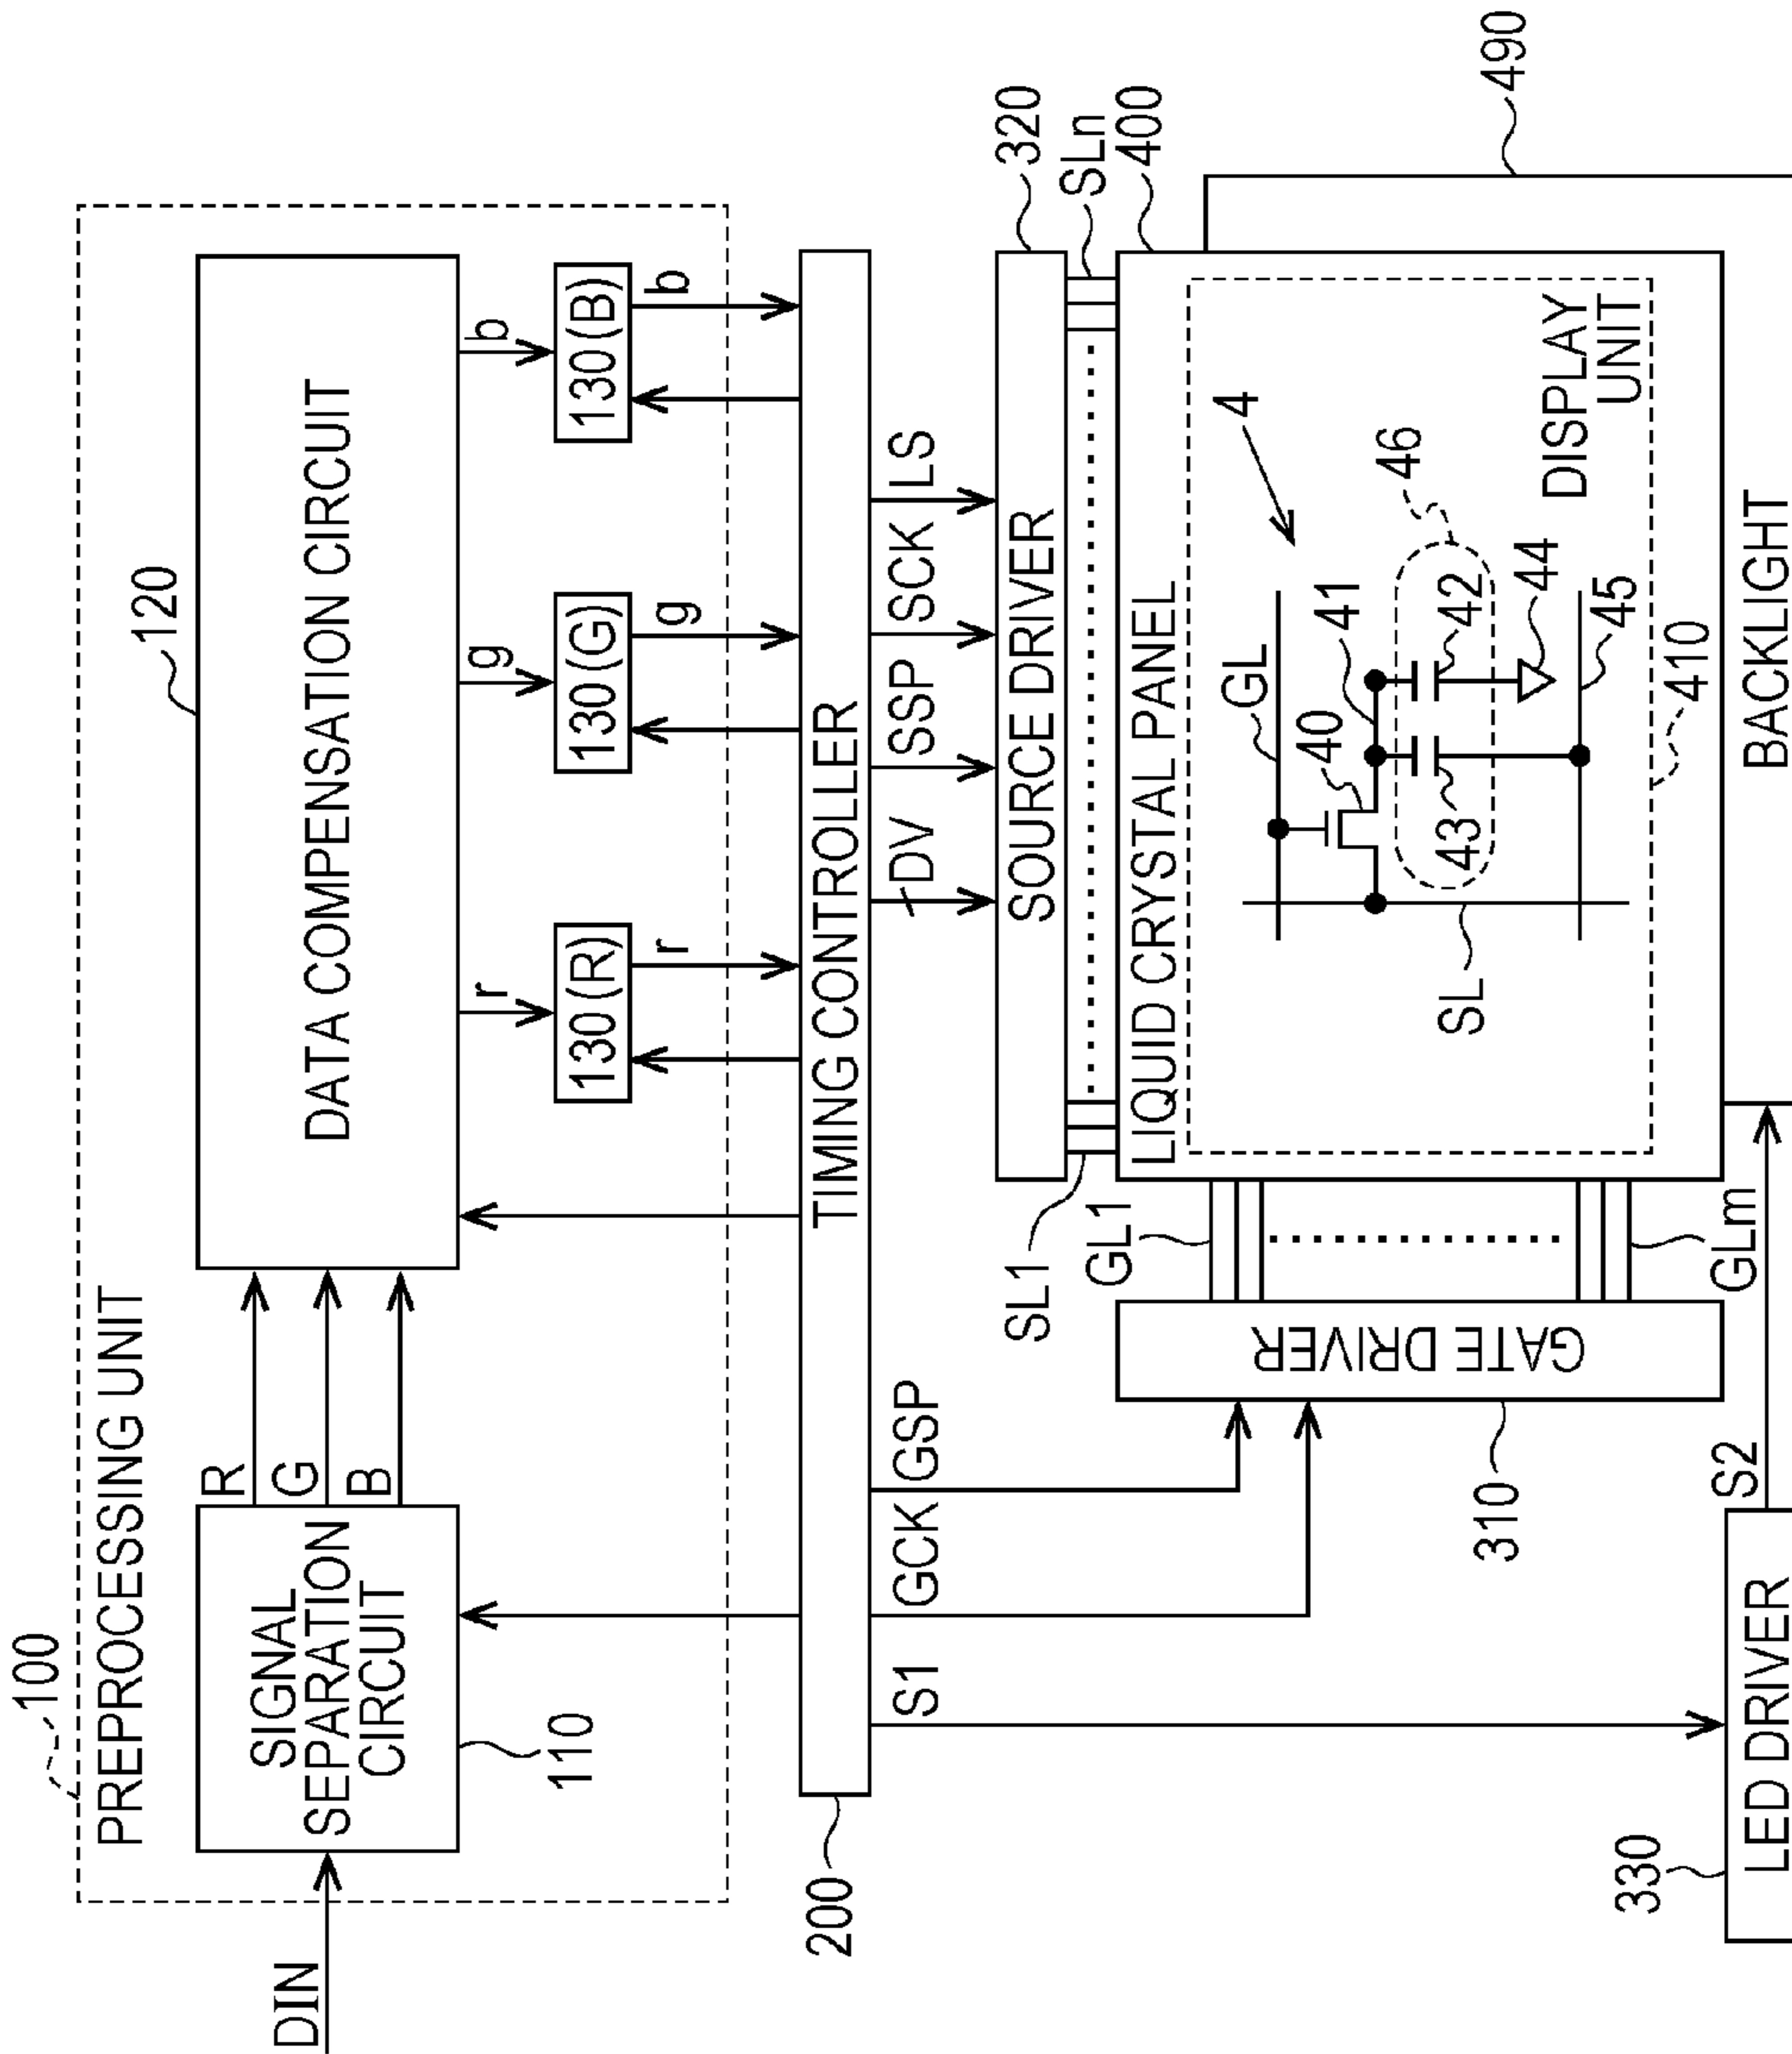 100
PREPROCESSING UNIT
120
DIN
SIGNAL
SEPARATION
CIRCUIT
110
R
G
B
DATA COMPENSATION CIRCUIT
r
g
b
130(R)
130(G)
130(B)
r
g
b
200
TIMING CONTROLLER
S1
GCK
GSP
DV
SSP
SCK
LS
SOURCE DRIVER
320
SL1
SLn
400
GL1
GLm
GATE DRIVER
310
LIQUID CRYSTAL PANEL
GL
4
40
41
46
43
42
44
45
SL
DISPLAY
UNIT
410
490
330
LED DRIVER
S2
BACKLIGHT